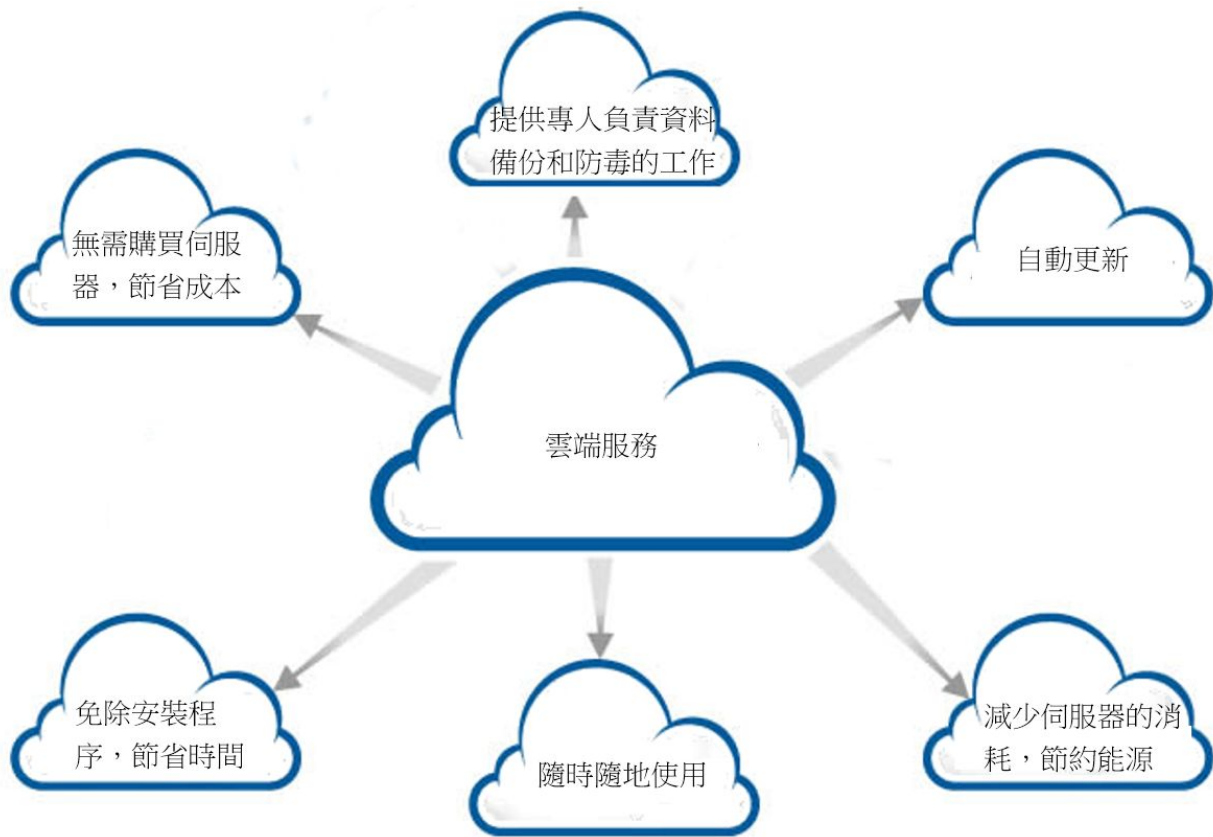 提供專人負責資料
備份和防毒的工作
無需購買伺服
器，節省成本
自動更新
雲端服務
免除安裝程
序，節省時間
隨時隨地使用
減少伺服器的消
耗，節約能源